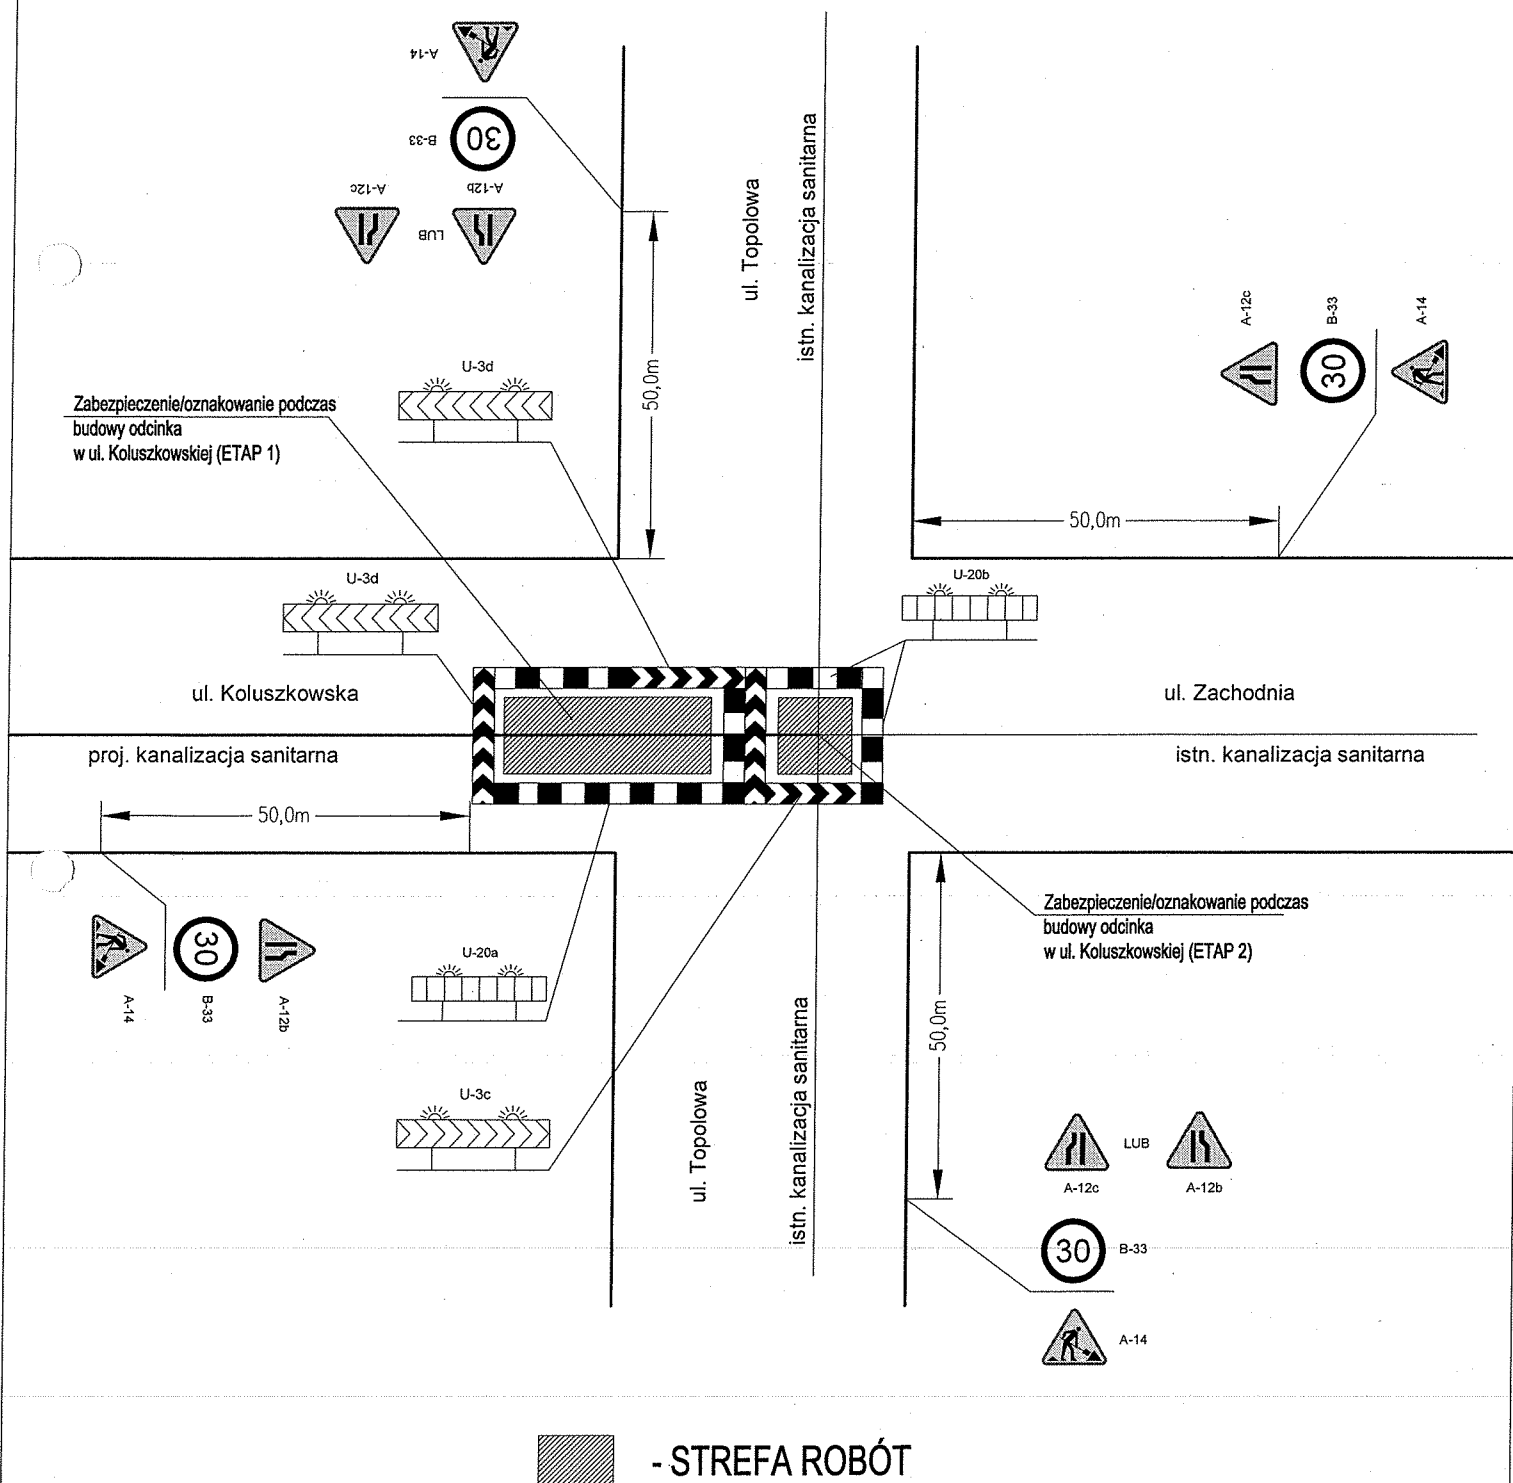 A-14
30
B-33
A-12c
A-12b
LUB
ul. Topolowa
istn. kanalizacja sanitarna
50,0m
A-12c
B-33
A-14
30
50,0m
U-3d
Zabezpieczenie/oznakowanie podczas
budowy odcinka
w ul. Koluszkowskiej (ETAP 1)
U-3d
U-20b
ul. Koluszkowska
ul. Zachodnia
proj. kanalizacja sanitarna
istn. kanalizacja sanitarna
50,0m
Zabezpieczenie/oznakowanie podczas
budowy odcinka
w ul. Koluszkowskiej (ETAP 2)
30
A-14
B-33
A-12b
U-20a
U-3c
ul. Topolowa
istn. kanalizacja sanitarna
50,0m
LUB
A-12c
A-12b
30
B-33
A-14
- STREFA ROBÓT